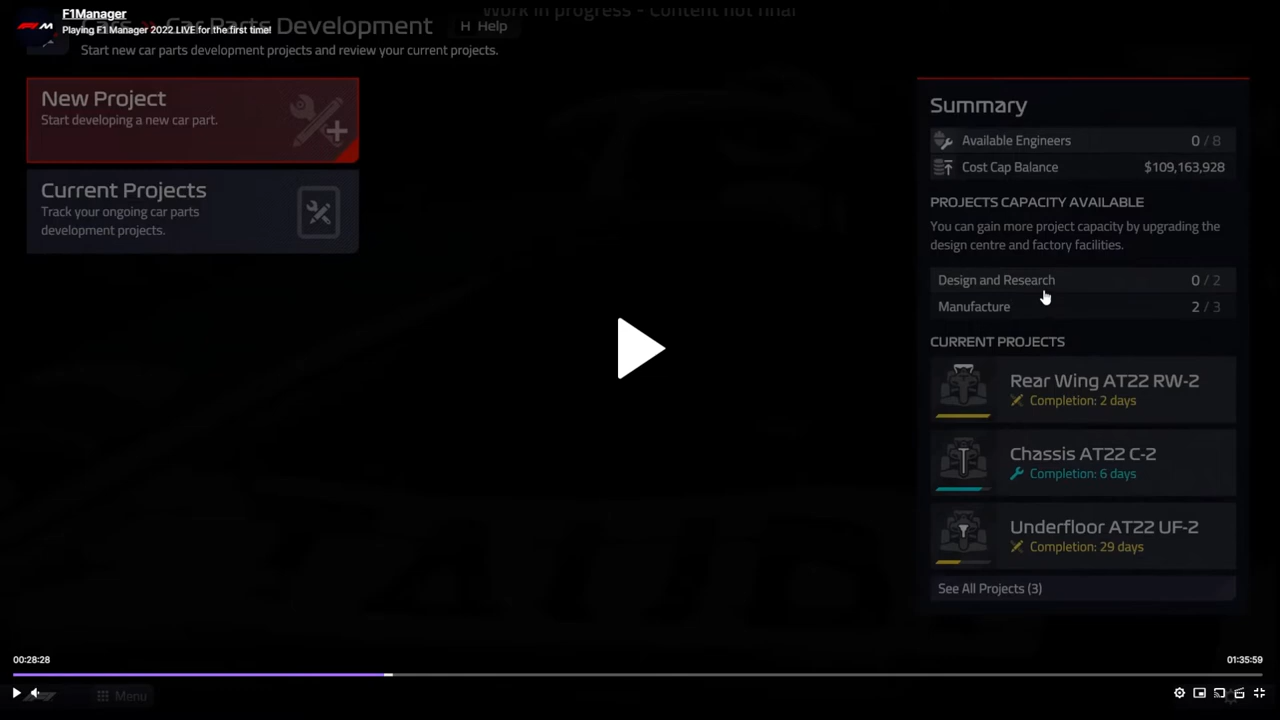 Work in progress - Content not final
F1Manager
Playing F1 Manager 2022 LIVE for the first time!
Cars » Car Parts Development
H Help
Start new car parts development projects and review your current projects.
New Project
Start developing a new car part.
Current Projects
Track your ongoing car parts
development projects.
Summary
Available Engineers 0 / 8
Cost Cap Balance $109,163,928
PROJECTS CAPACITY AVAILABLE
You can gain more project capacity by upgrading the
design centre and factory facilities.
Design and Research 0 / 2
Manufacture 2 / 3
CURRENT PROJECTS
Rear Wing AT22 RW-2
Completion: 2 days
Chassis AT22 C-2
Completion: 6 days
Underfloor AT22 UF-2
Completion: 29 days
See All Projects (3)
00:28:28
01:35:59
Menu